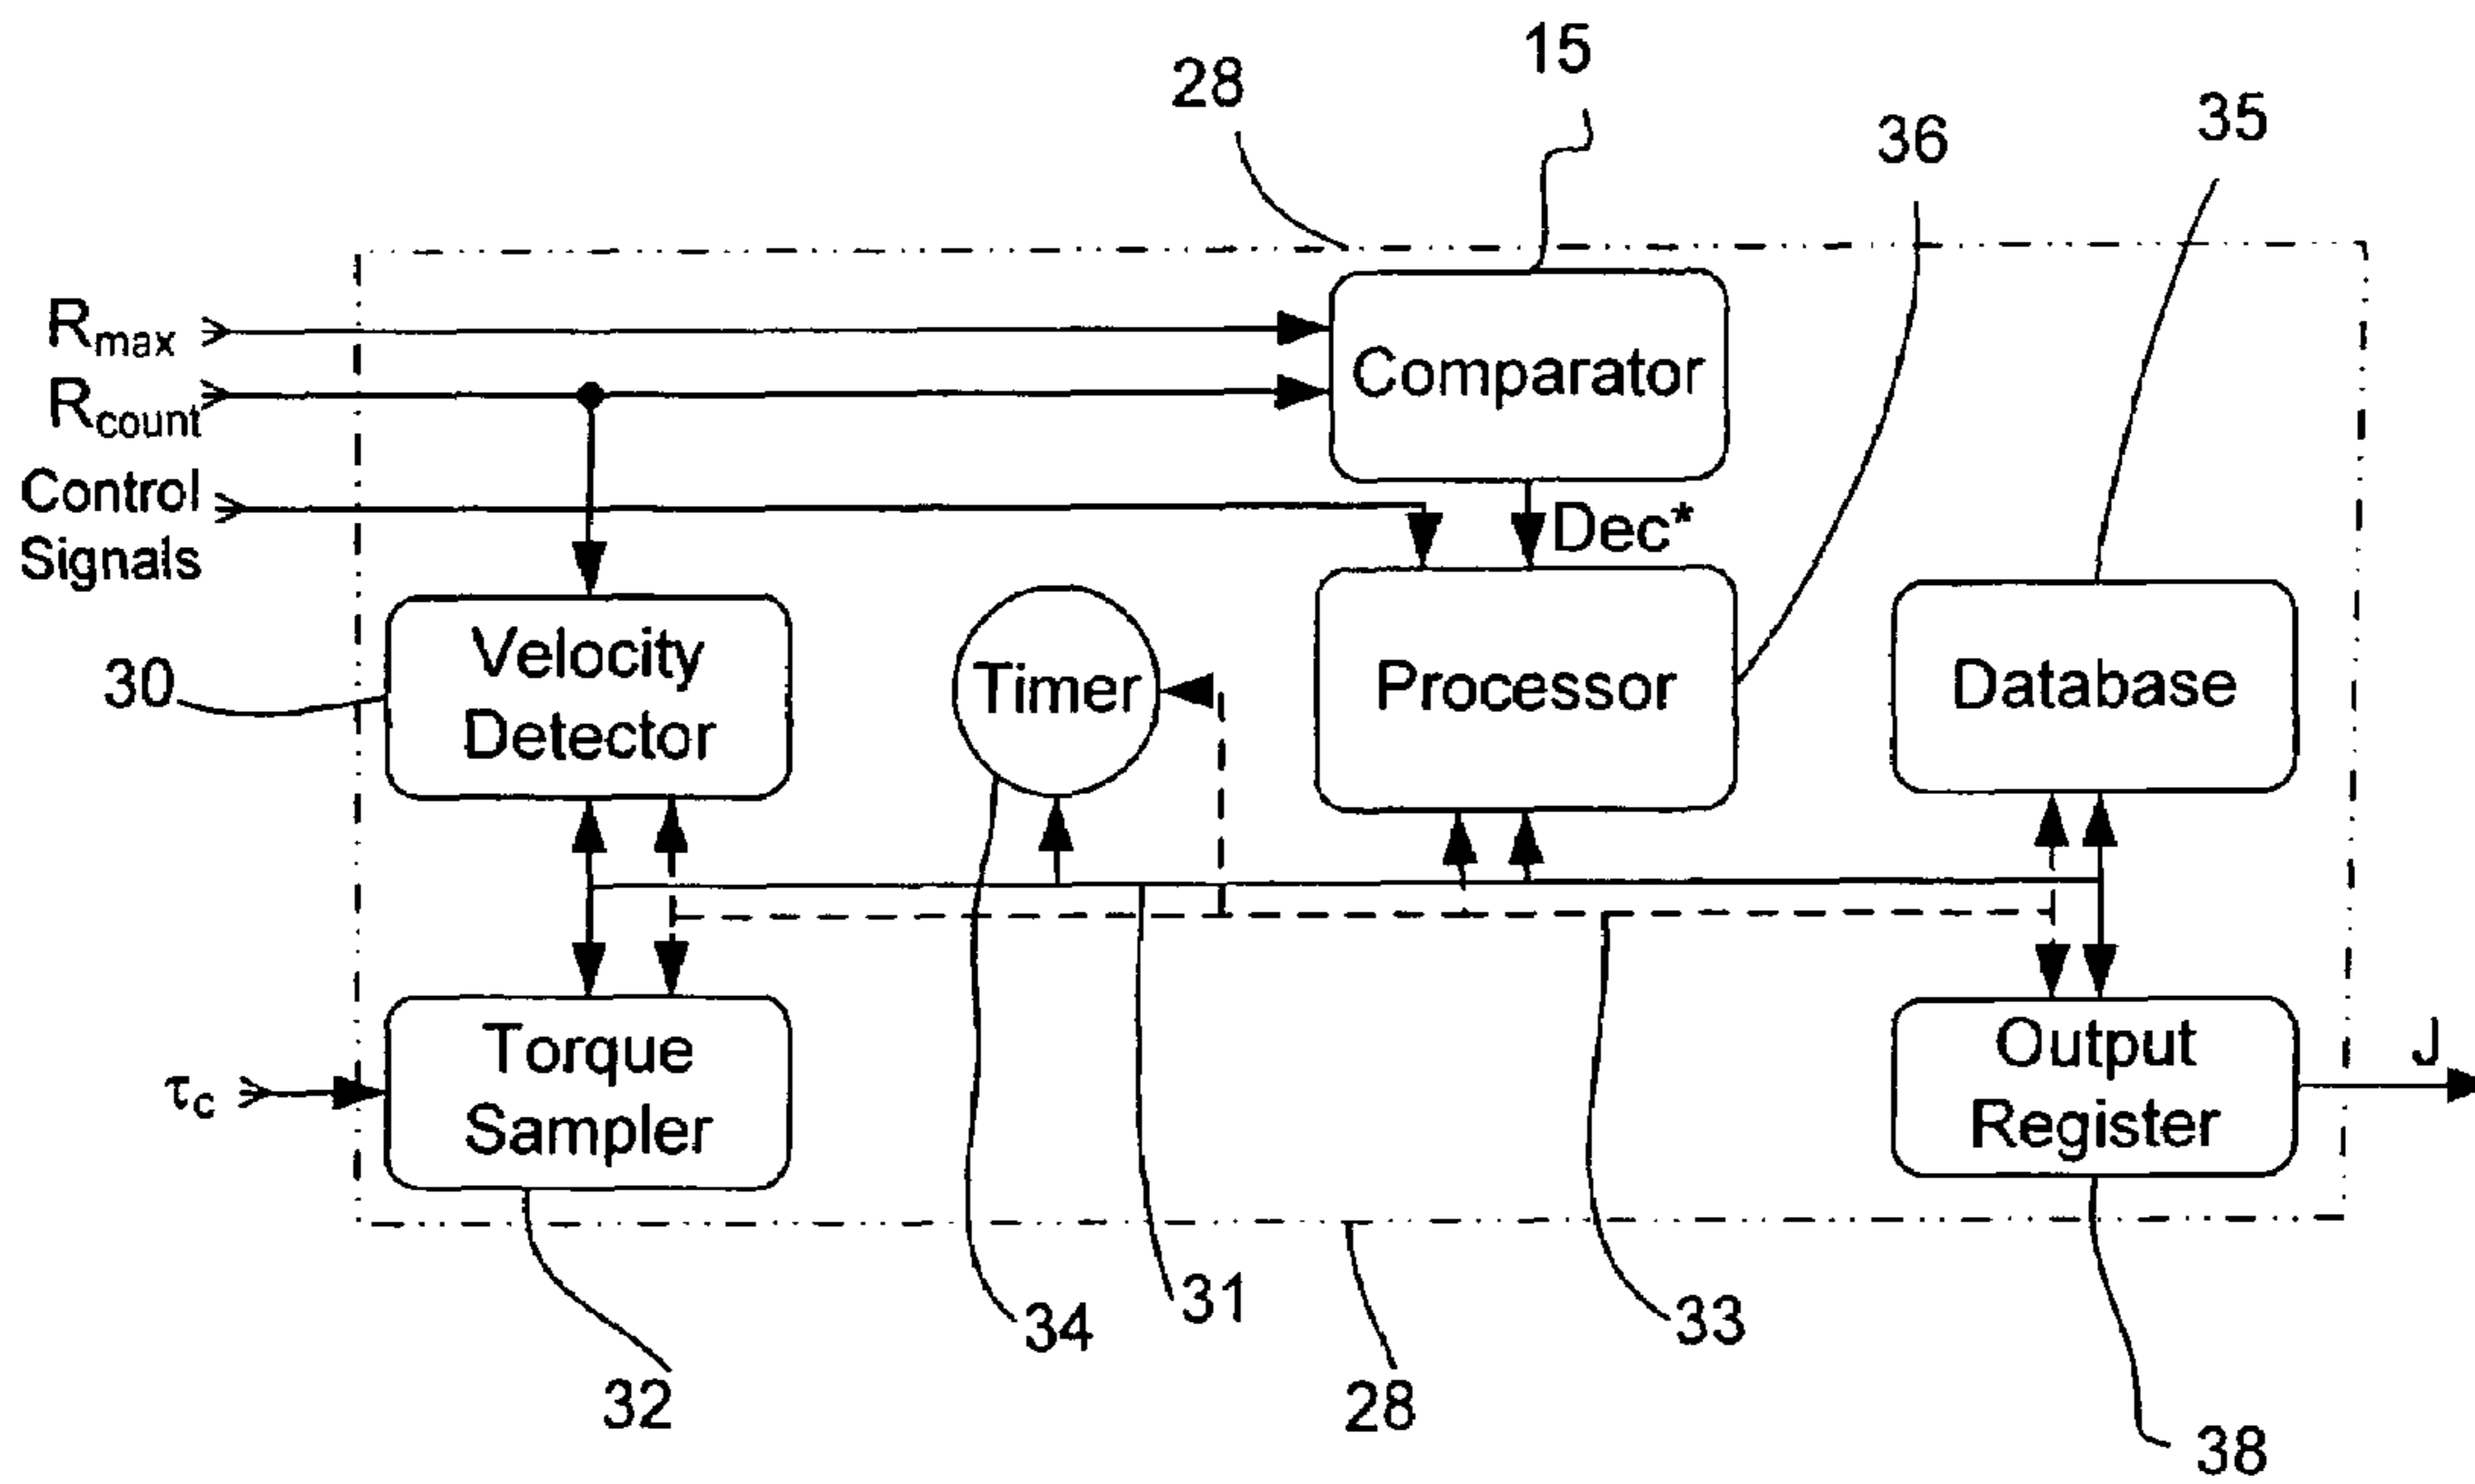 15
28
35
36
Rmax
Comparator
Rcount
Control
Signals
Dec*
Velocity
Detector
Timer
Processor
Database
30
Torque
Sampler
τc
Output
Register
J
31
34
33
32
28
38